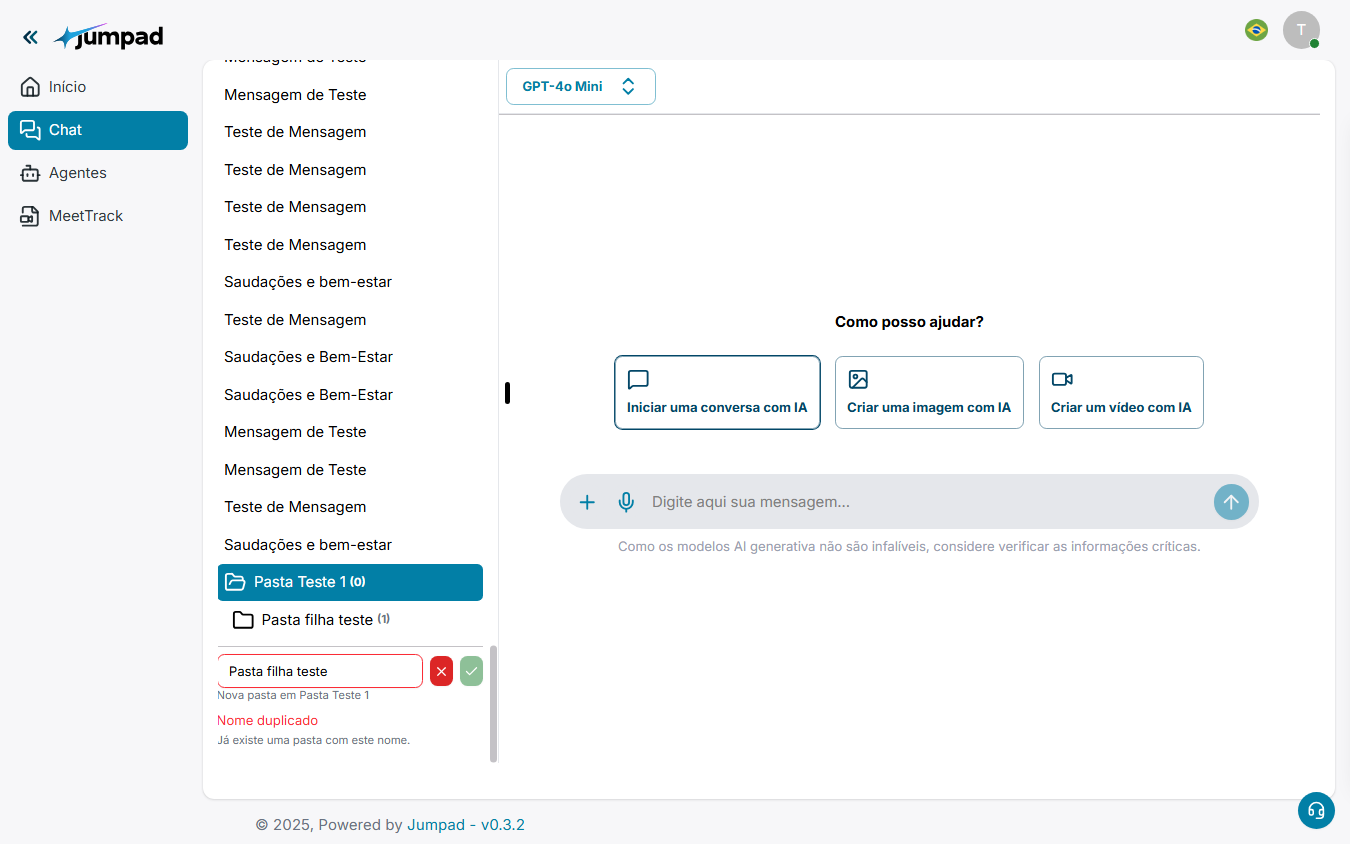 jumpad
T
Início
Chat
Agentes
MeetTrack
Mensagem de Teste
Mensagem de Teste
Teste de Mensagem
Teste de Mensagem
Teste de Mensagem
Teste de Mensagem
Saudações e bem-estar
Teste de Mensagem
Saudações e Bem-Estar
Saudações e Bem-Estar
Mensagem de Teste
Mensagem de Teste
Teste de Mensagem
Saudações e bem-estar
Pasta Teste 1 (0)
Pasta filha teste (1)
Pasta filha teste
Nova pasta em Pasta Teste 1
Nome duplicado
Já existe uma pasta com este nome.
GPT-4o Mini
Como posso ajudar?
Iniciar uma conversa com IA
Criar uma imagem com IA
Criar um vídeo com IA
Digite aqui sua mensagem...
Como os modelos AI generativa não são infalíveis, considere verificar as informações críticas.
© 2025, Powered by Jumpad - v0.3.2